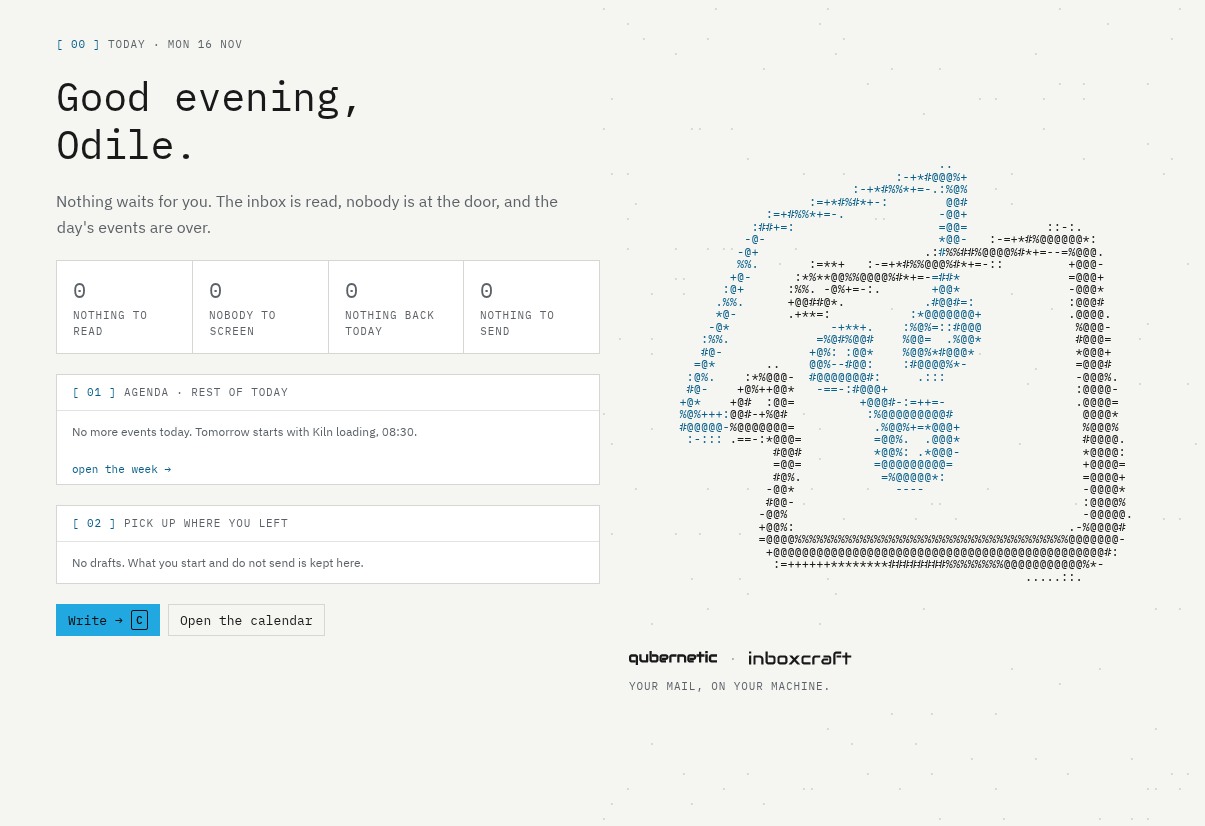 [ 00 ] TODAY · MON 16 NOV
Good evening,
Odile.
Nothing waits for you. The inbox is read, nobody is at the door, and the
day's events are over.
0
NOTHING TO
READ
0
NOBODY TO
SCREEN
0
NOTHING BACK
TODAY
0
NOTHING TO
SEND
[ 01 ] AGENDA · REST OF TODAY
No more events today. Tomorrow starts with Kiln loading, 08:30.
open the week →
[ 02 ] PICK UP WHERE YOU LEFT
No drafts. What you start and do not send is kept here.
Write → C
Open the calendar
qubernetic · inboxcraft
YOUR MAIL, ON YOUR MACHINE.